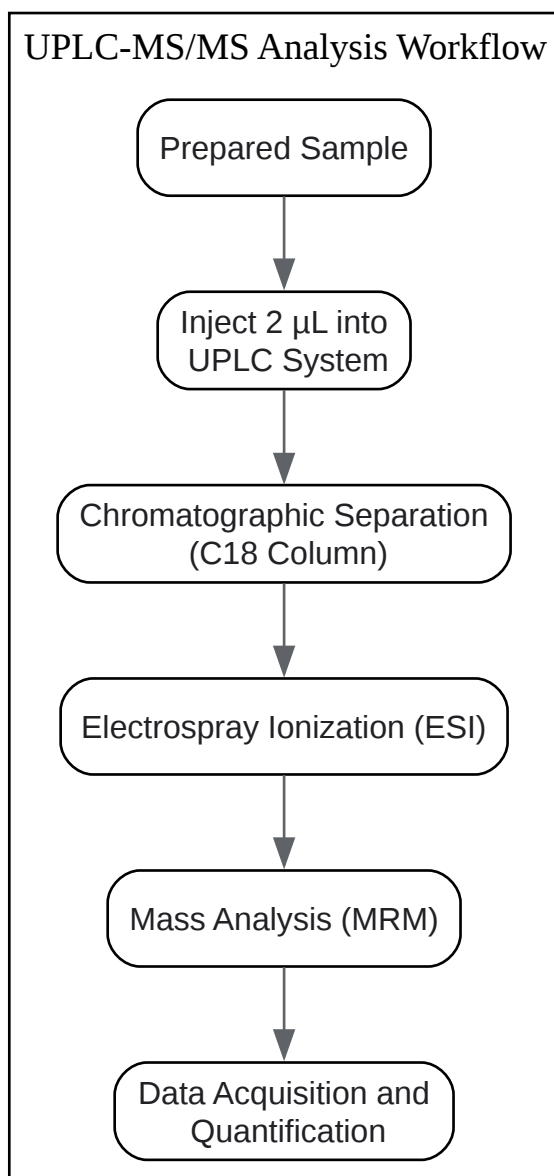 UPLC-MS/MS Analysis Workflow
Prepared Sample
Inject 2 µL into
UPLC System
Chromatographic Separation
(C18 Column)
Electrospray Ionization (ESI)
Mass Analysis (MRM)
Data Acquisition and
Quantification